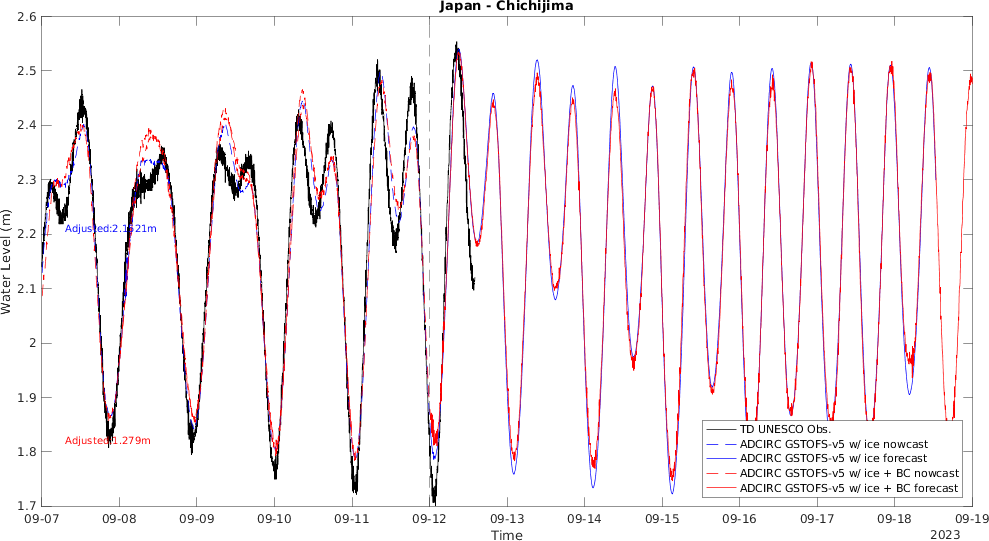 Japan - Chichijima
2.6
2.5
2.4
2.3
2.2
2.1
2
1.9
1.8
1.7
Water Level (m)
Adjusted:2.1521m
Adjusted:1.279m
TD UNESCO Obs.
ADCIRC GSTOFS-v5 w/ ice nowcast
ADCIRC GSTOFS-v5 w/ ice forecast
ADCIRC GSTOFS-v5 w/ ice + BC nowcast
ADCIRC GSTOFS-v5 w/ ice + BC forecast
09-07 09-08 09-09 09-10 09-11 09-12 09-13 09-14 09-15 09-16 09-17 09-18 09-19
Time
2023